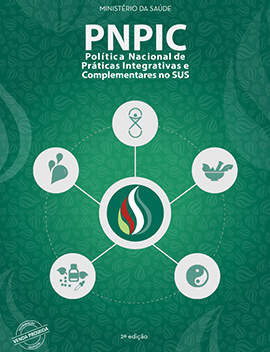 MINISTÉRIO DA SAÚDE
PNPIC
Política Nacional de
Práticas Integrativas e
Complementares no SUS
VENDA PROIBIDA
2ª edição